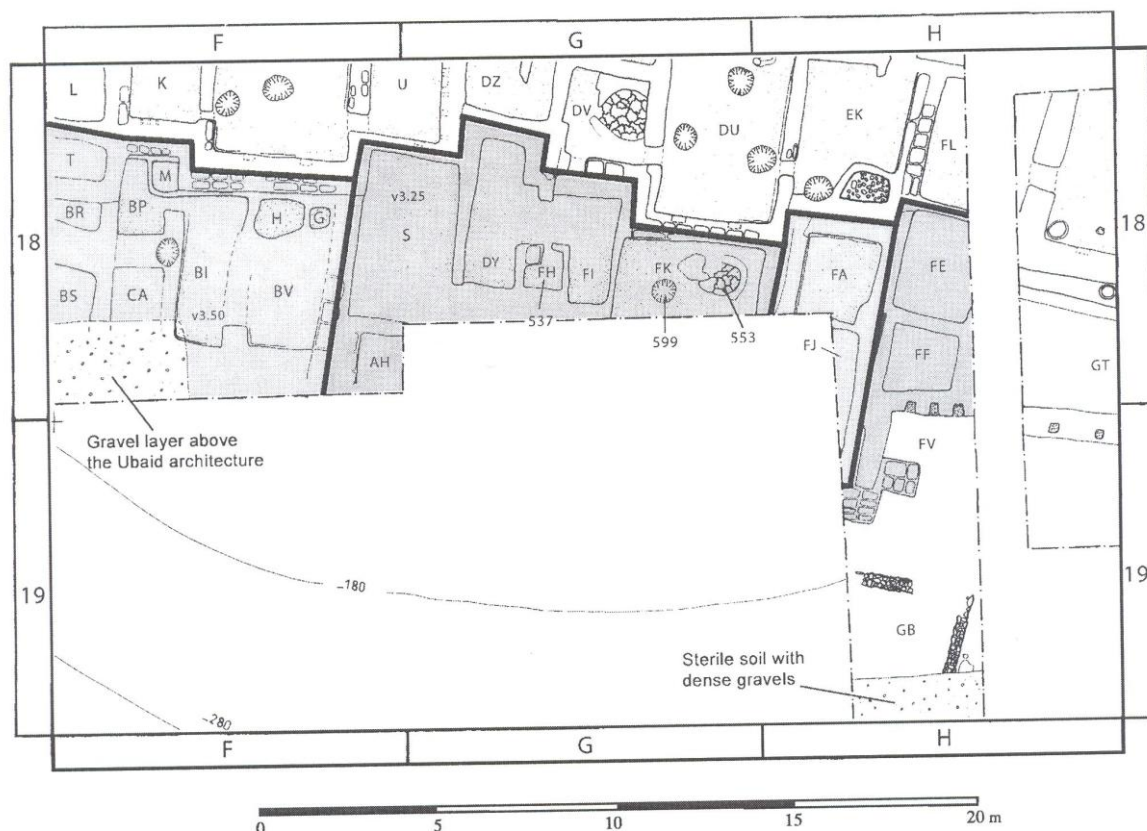 F G H
L K U DZ DV DU EK FL
T M
BR BP H G v3.25 S DY FH FI FK FA FE
18 18
BS CA BI BV
v3.50
537 599 553
AH FJ FF GT
Gravel layer above
the Ubaid architecture
FV
19 19
–180
GB
Sterile soil with
dense gravels
–280
F G H
0 5 10 15 20 m